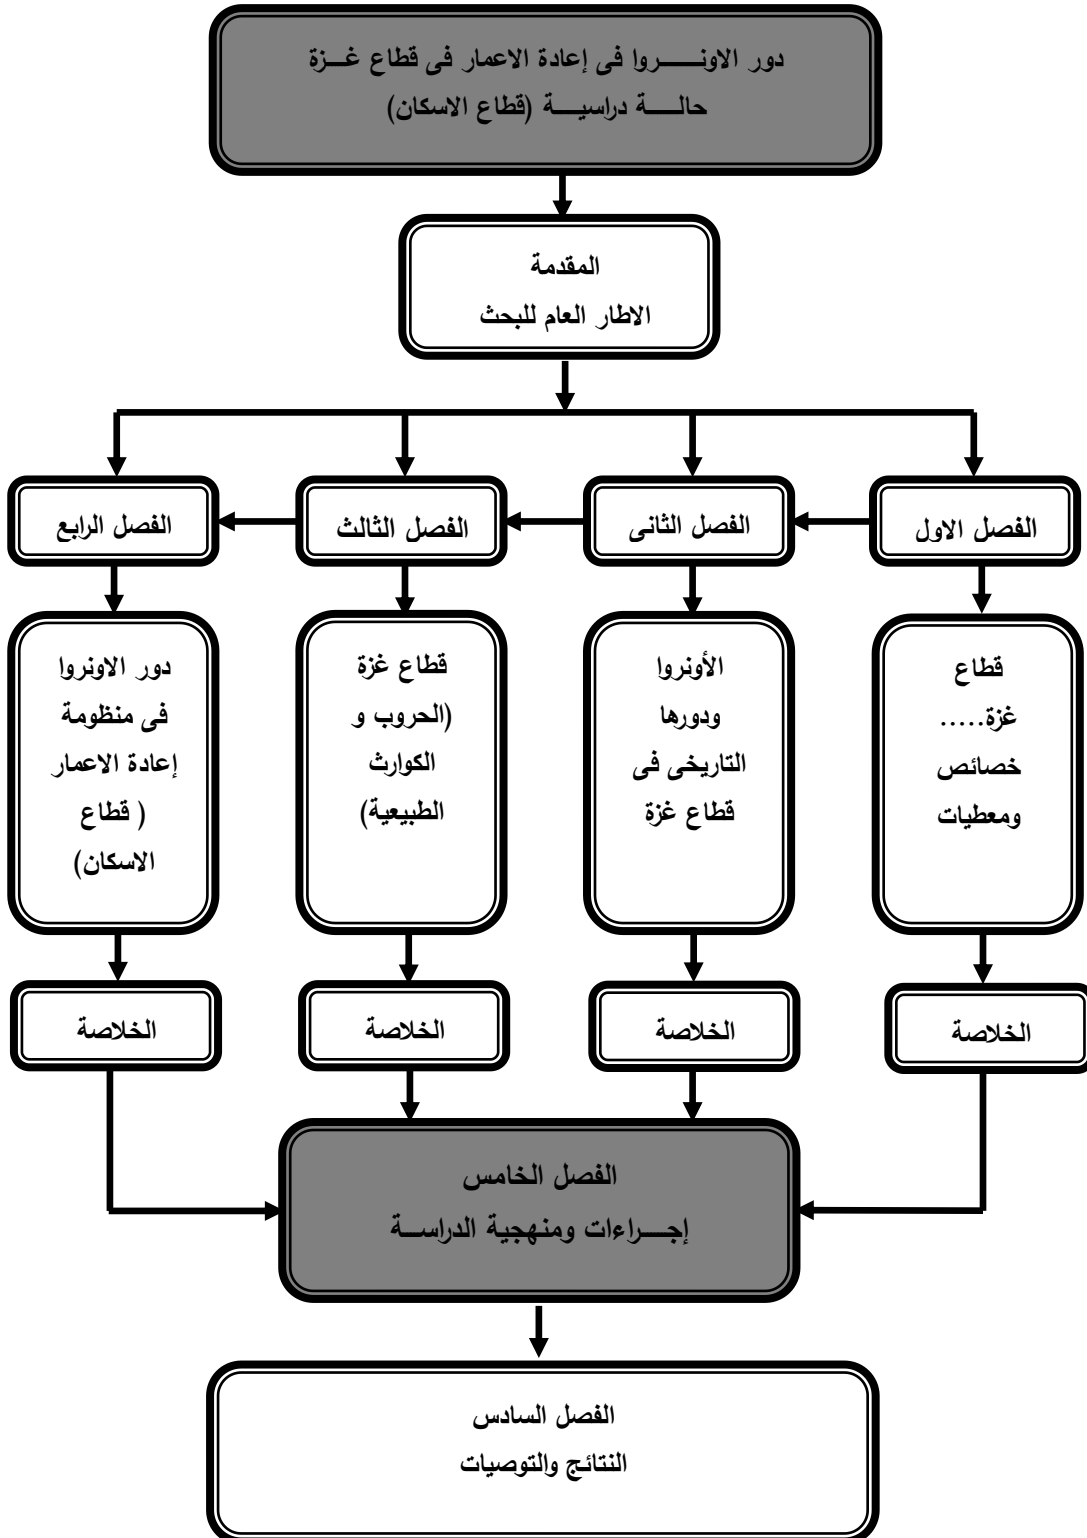 دور الاونـــــروا فى إعادة الاعمار فى قطاع غـــزة
حالـــــة دراسيـــــة (قطاع الاسكان)
المقدمة
الاطار العام للبحث
الفصل الاول
الفصل الثانى
الفصل الثالث
الفصل الرابع
قطاع
غزة.....
خصائص
ومعطيات
الأونروا
ودورها
التاريخى فى
قطاع غزة
قطاع غزة
(الحروب و
الكوارث
الطبيعية)
دور الاونروا
فى منظومة
إعادة الاعمار
( قطاع
الاسكان)
الخلاصة
الخلاصة
الخلاصة
الخلاصة
الفصل الخامس
إجــــراءات ومنهجية الدراســـة
الفصل السادس
النتائج والتوصيات